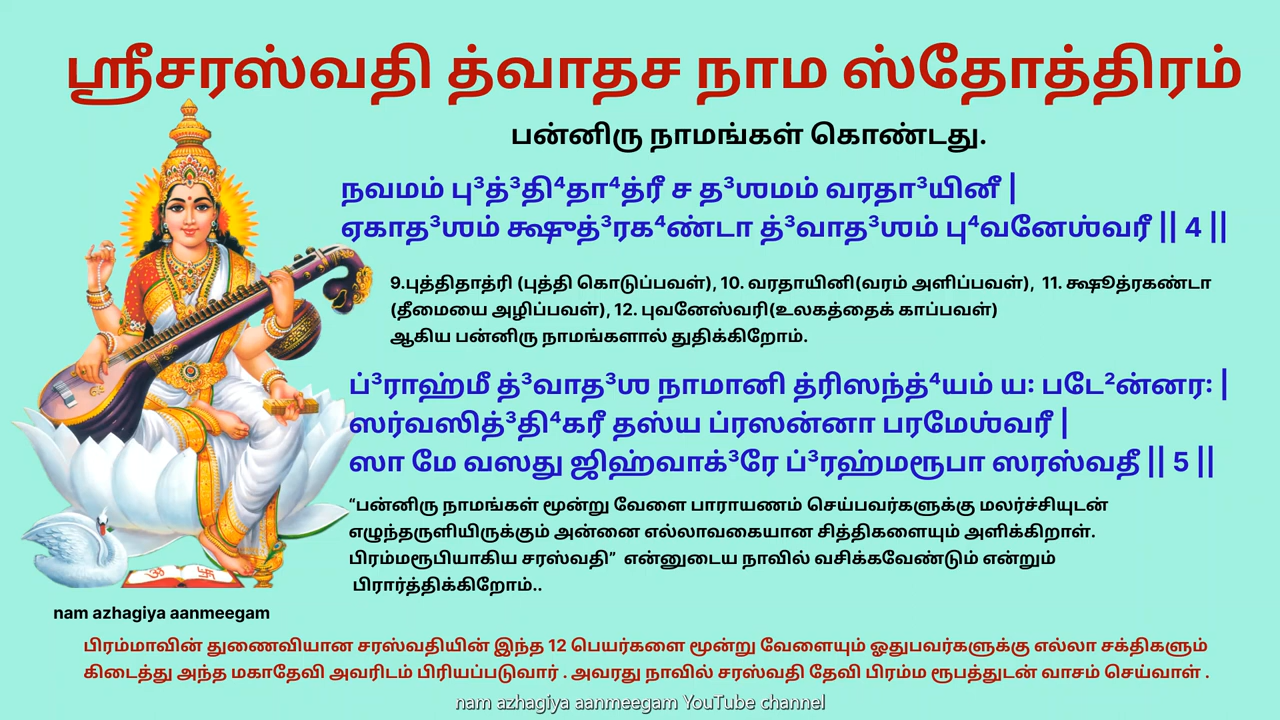 ஸ்ரீசரஸ்வதி த்வாதச நாம ஸ்தோத்திரம்
பன்னிரு நாமங்கள் கொண்டது.
நவமம் பு³த்³தி⁴தா⁴த்ரீ ச த³ஶமம் வரதா³யினீ |
ஏகாத³ஶம் க்ஷுத்³ரக⁴ண்டா த்³வாத³ஶம் பு⁴வனேஶ்வரீ || 4 ||
9.புத்திதாத்ரி (புத்தி கொடுப்பவள்), 10. வரதாயினி(வரம் அளிப்பவள்), 11. க்ஷூத்ரகண்டா
(தீமையை அழிப்பவள்), 12. புவனேஸ்வரி(உலகத்தைக் காப்பவள்)
ஆகிய பன்னிரு நாமங்களால் துதிக்கிறோம்.
ப்³ராஹ்மீ த்³வாத³ஶ நாமானி த்ரிஸந்த்⁴யம் ய꞉ படே²ன்னர꞉ |
ஸர்வஸித்³தி⁴கரீ தஸ்ய ப்ரஸன்னா பரமேஶ்வரீ |
ஸா மே வஸது ஜிஹ்வாக்³ரே ப்³ரஹ்மரூபா ஸரஸ்வதீ || 5 ||
“பன்னிரு நாமங்கள் மூன்று வேளை பாராயணம் செய்பவர்களுக்கு மலர்ச்சியுடன்
எழுந்தருளியிருக்கும் அன்னை எல்லாவகையான சித்திகளையும் அளிக்கிறாள்.
பிரம்மரூபியாகிய சரஸ்வதி” என்னுடைய நாவில் வசிக்கவேண்டும் என்றும்
பிரார்த்திக்கிறோம்..
nam azhagiya aanmeegam
பிரம்மாவின் துணைவியான சரஸ்வதியின் இந்த 12 பெயர்களை மூன்று வேளையும் ஓதுபவர்களுக்கு எல்லா சக்திகளும்
கிடைத்து அந்த மகாதேவி அவரிடம் பிரியப்படுவார் . அவரது நாவில் சரஸ்வதி தேவி பிரம்ம ரூபத்துடன் வாசம் செய்வாள் .
nam azhagiya aanmeegam YouTube channel